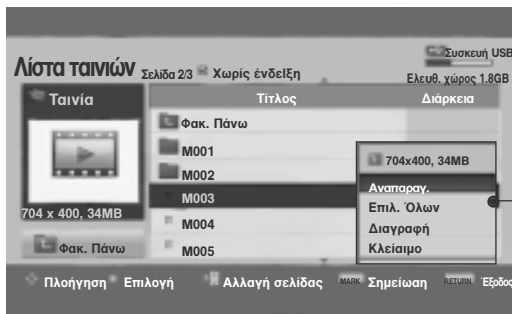 Συσκευή USB
Λίστα ταινιών Σελίδα 2/3 Χωρίς ένδειξη
Ελευθ. χώρος 1.8GB
Ταινία Τίτλος Διάρκεια
Φακ. Πάνω
M001
M002
M003
M004
M005
704 x 400, 34MB
Φακ. Πάνω
704x400, 34MB
Αναπαραγ.
Επιλ. Όλων
Διαγραφή
Κλείαιμο
Πλοήγηση Επιλογή Αλλαγή σελίδας MARK Σημείωαη RETURN Έξοδος